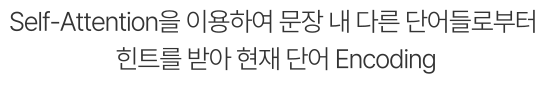 Self-Attention을 이용하여 문장 내 다른 단어들로부터
힌트를 받아 현재 단어 Encoding